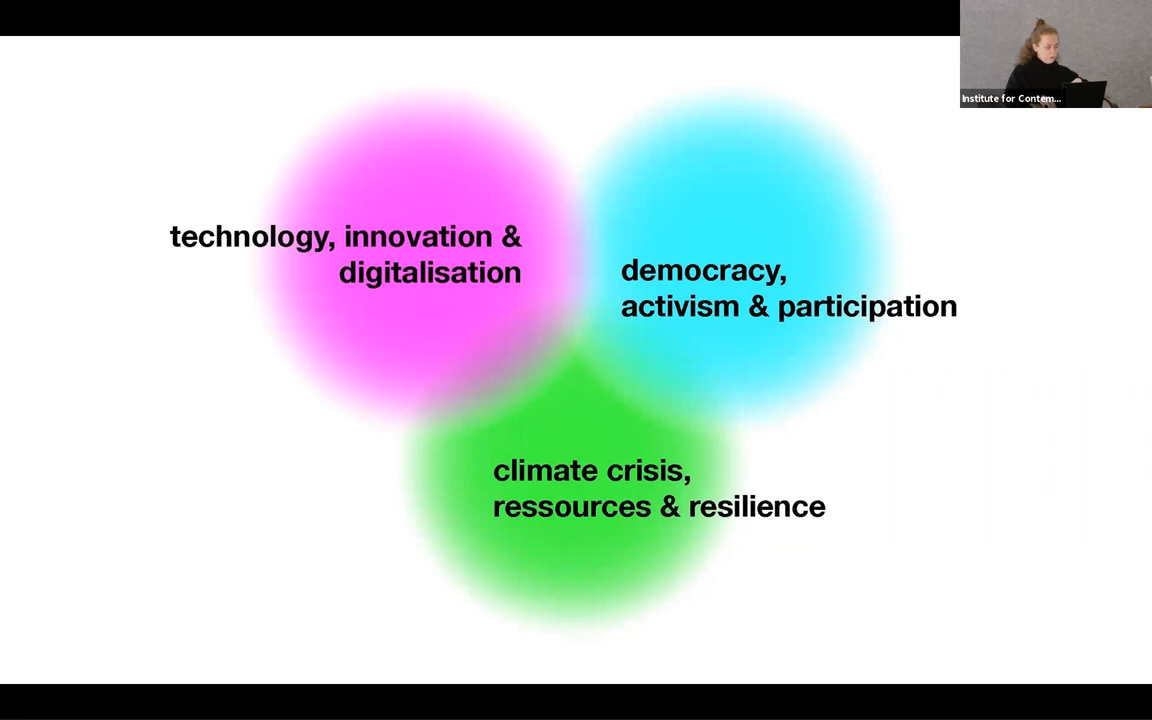 Institute for Contem...
technology, innovation &
digitalisation
democracy,
activism & participation
climate crisis,
ressources & resilience